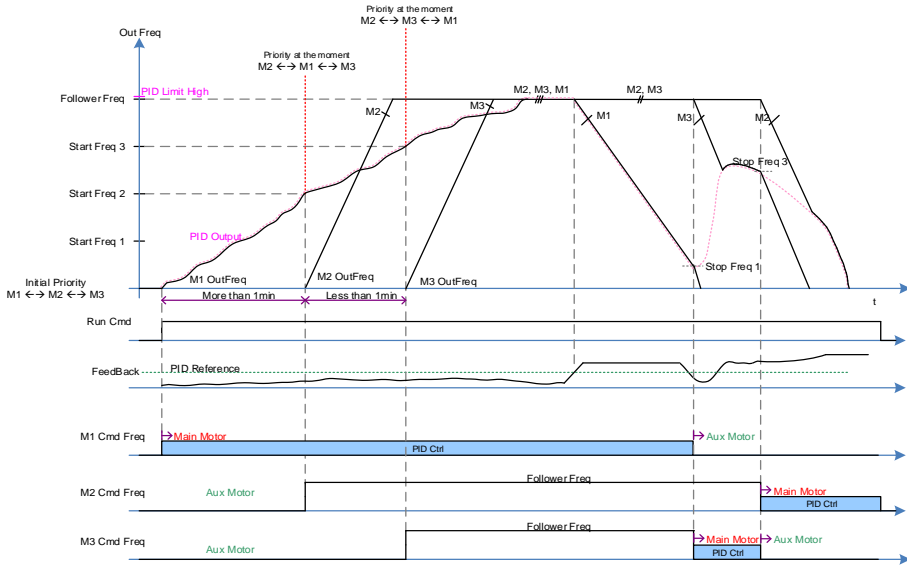 Priority at the moment
M2 ←→ M3 ←→ M1
Out Freq
Priority at the moment
M2 ←→ M1 ←→ M3
PID Limit High
Follower Freq
M2, M3, M1
M2, M3
M2
M3
M1
M3
M2
Start Freq 3
Stop Freq 3
Start Freq 2
PID Output
Start Freq 1
Stop Freq 1
Initial Priority
M1 ←→ M2 ←→ M3
M1 OutFreq
M2 OutFreq
M3 OutFreq
More than 1min
Less than 1min
t
Run Cmd
FeedBack
PID Reference
M1 Cmd Freq
Main Motor
Aux Motor
PID Ctrl
M2 Cmd Freq
Aux Motor
Follower Freq
Main Motor
PID Ctrl
M3 Cmd Freq
Aux Motor
Follower Freq
Main Motor
Aux Motor
PID Ctrl